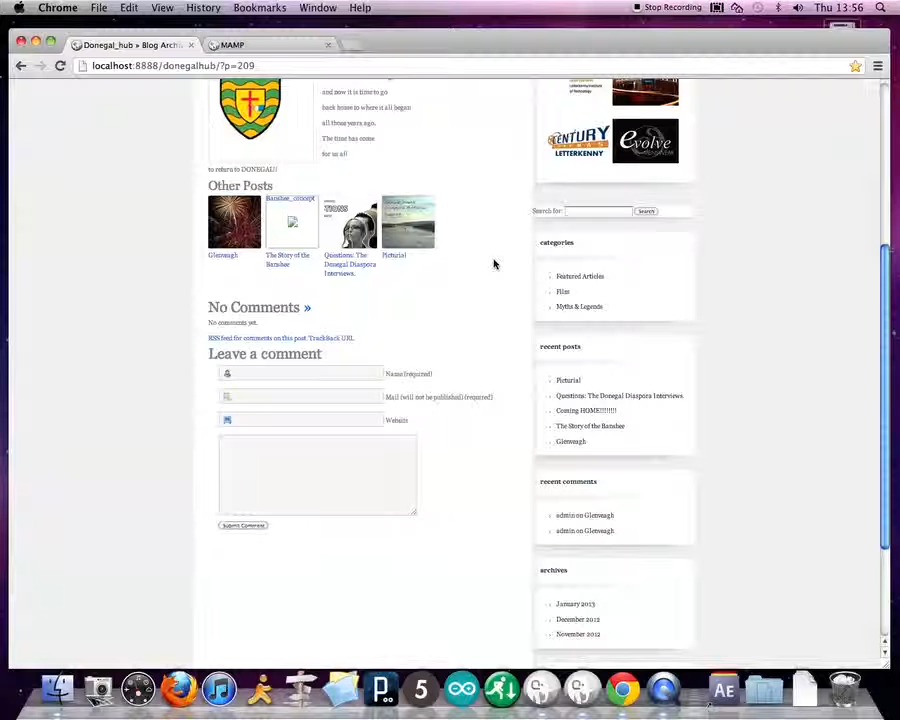 Chrome File Edit View History Bookmarks Window Help Stop Recording Thu 13:56
Donegal_hub » Blog Archi MAMP
localhost:8888/donegalhub/?p=209
and now it is time to go
back home to where it all began
all those years ago.
The time has come
for us all
to return to DONEGAL!!
Other Posts
Banshee_concept
TIONS
Glenveagh
The Story of the Banshee
Questions: The Donegal Diaspora Interviews.
Picturial
No Comments »
No comments yet.
RSS feed for comments on this post. TrackBack URL
Leave a comment
Name (required)
Mail (will not be published) (required)
Website
Submit Comment
CENTURY
LETTERKENNY
evolve
Search for: Search
categories
Featured Articles
Film
Myths & Legends
recent posts
Picturial
Questions: The Donegal Diaspora Interviews.
Coming HOME!!!!!!!!
The Story of the Banshee
Glenveagh
recent comments
admin on Glenveagh
admin on Glenveagh
archives
January 2013
December 2012
November 2012
P.
5
AE